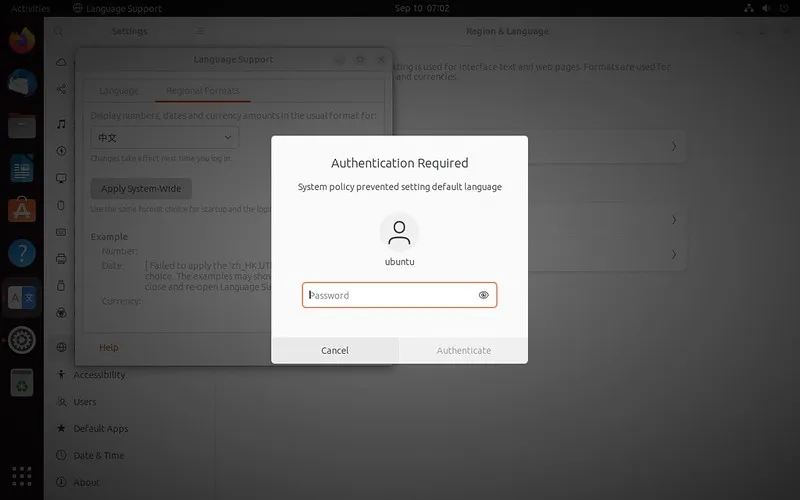 Activities
Language Support
Sep 10 07:02
Settings
Region & Language
Language Support
ting is used for interface text and web pages. Formats are used for
and currencies.
Language
Regional Formats
Display numbers, dates and currency amounts in the usual format for:
中文
Changes take effect next time you log in.
Apply System-Wide
Use the same format choice for startup and the login
Example
Number:
Date:
[ Failed to apply the 'zh_HK.UT
choice. The examples may show
close and re-open Language Su
Currency:
Help
Authentication Required
System policy prevented setting default language
ubuntu
Password
Cancel
Authenticate
Accessibility
Users
Default Apps
Date & Time
About